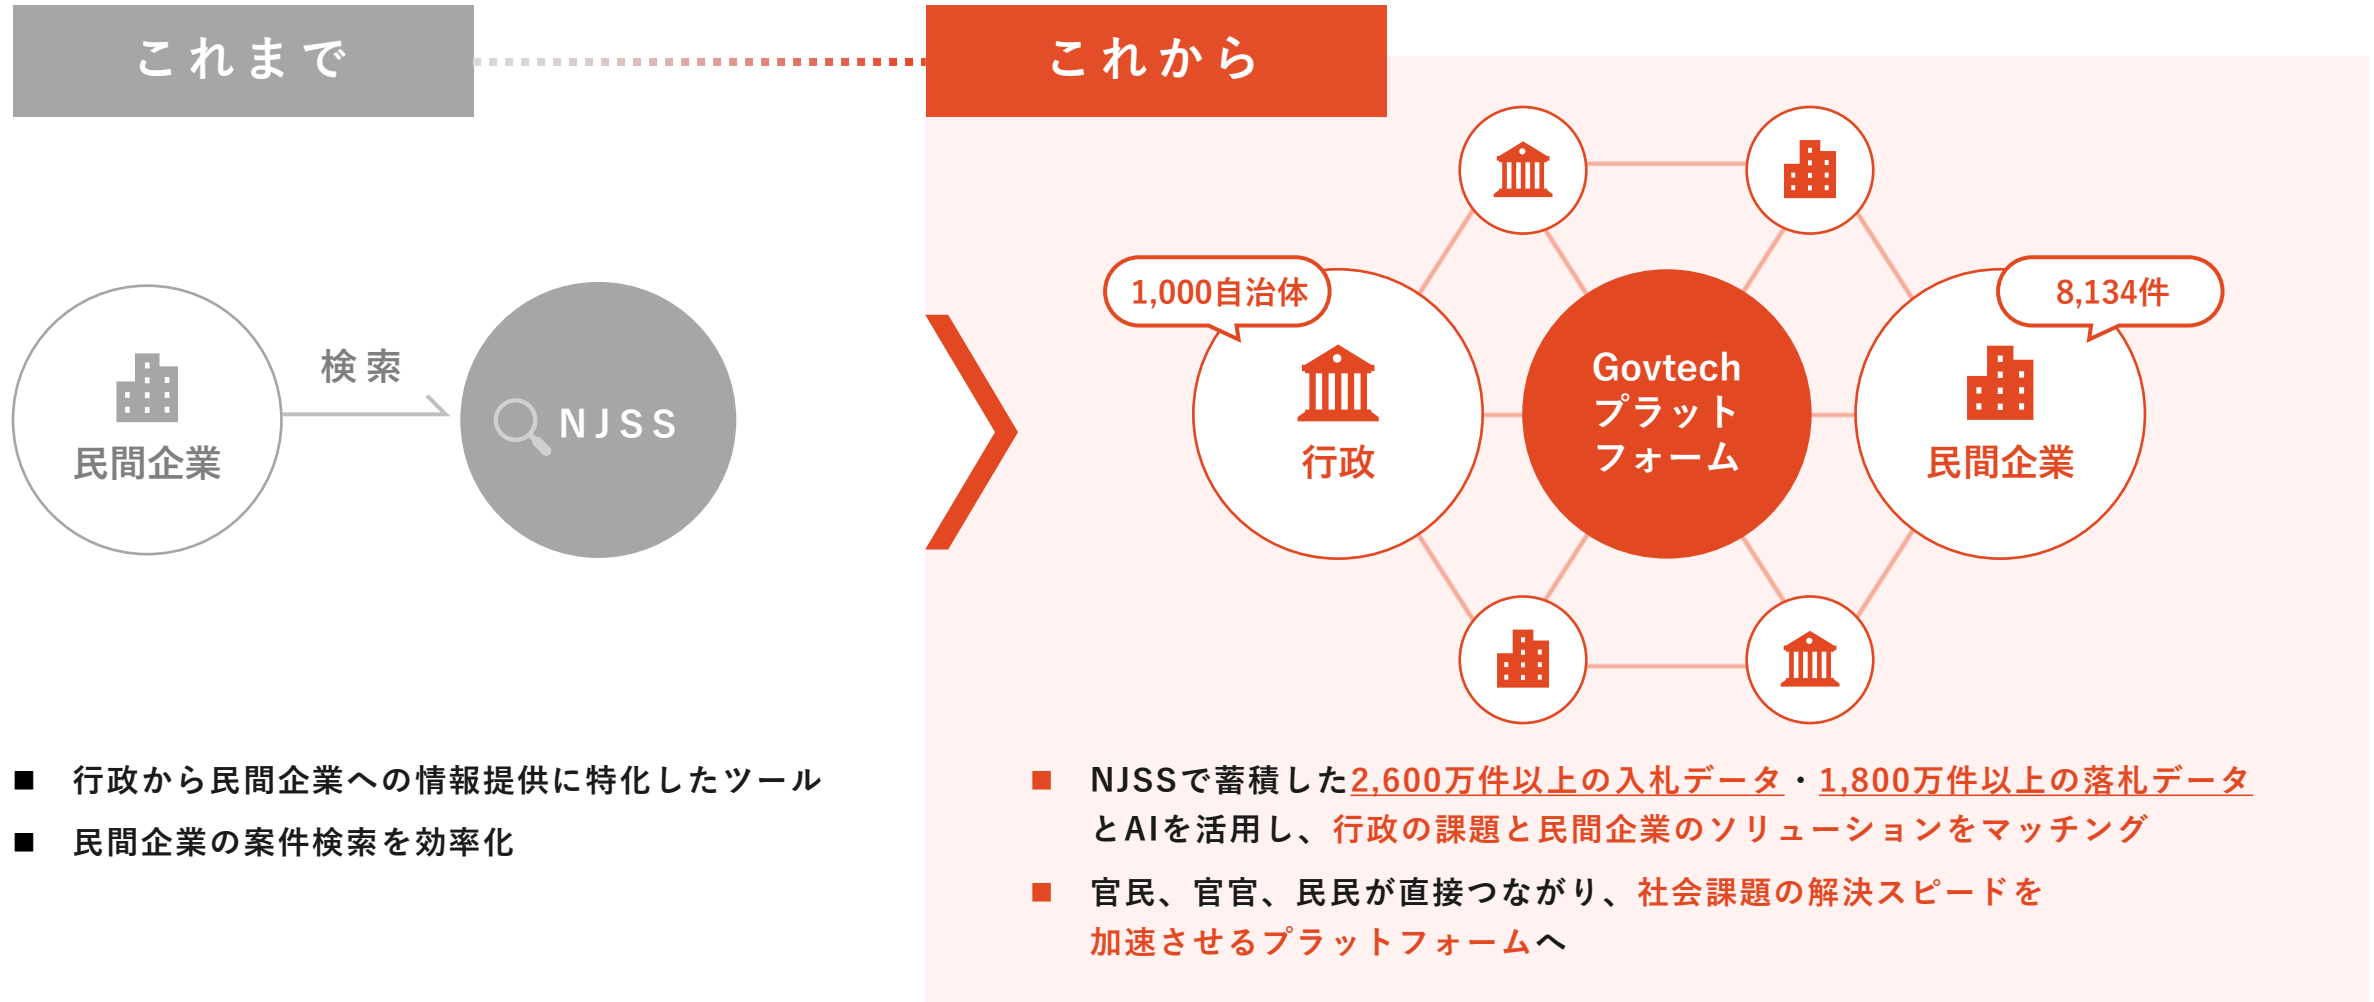 これまで
これから
検索
民間企業
NJSS
1,000自治体
行政
Govtech
プラット
フォーム
8,134件
民間企業
■ 行政から民間企業への情報提供に特化したツール
■ 民間企業の案件検索を効率化
■ NJSSで蓄積した2,600万件以上の入札データ・1,800万件以上の落札データ
とAIを活用し、行政の課題と民間企業のソリューションをマッチング
■ 官民、官官、民民が直接つながり、社会課題の解決スピードを
加速させるプラットフォームへ